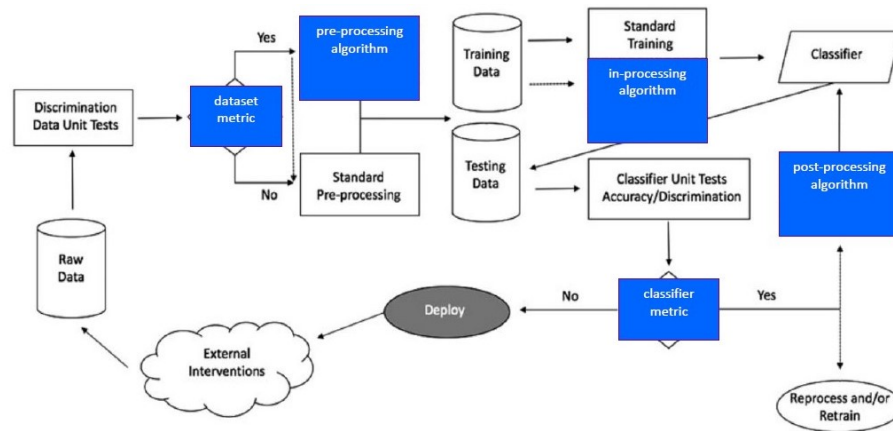 Yes
pre-processing
algorithm
Training
Data
Standard
Training
in-processing
algorithm
Classifier
Discrimination
Data Unit Tests
dataset
metric
No
Standard
Pre-processing
Testing
Data
Classifier Unit Tests
Accuracy/Discrimination
post-processing
algorithm
Raw
Data
Deploy
No
classifier
metric
Yes
External
Interventions
Reprocess and/or
Retrain